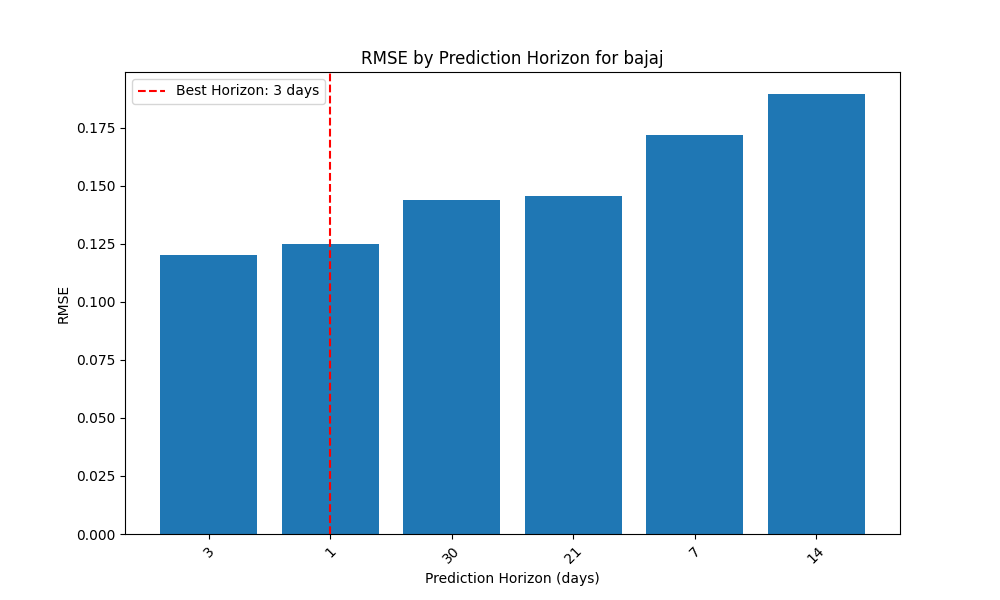 RMSE by Prediction Horizon for bajaj
Best Horizon: 3 days
0.175
0.150
0.125
0.100
0.075
0.050
0.025
0.000
RMSE
3 1 30 21 7 14
Prediction Horizon (days)